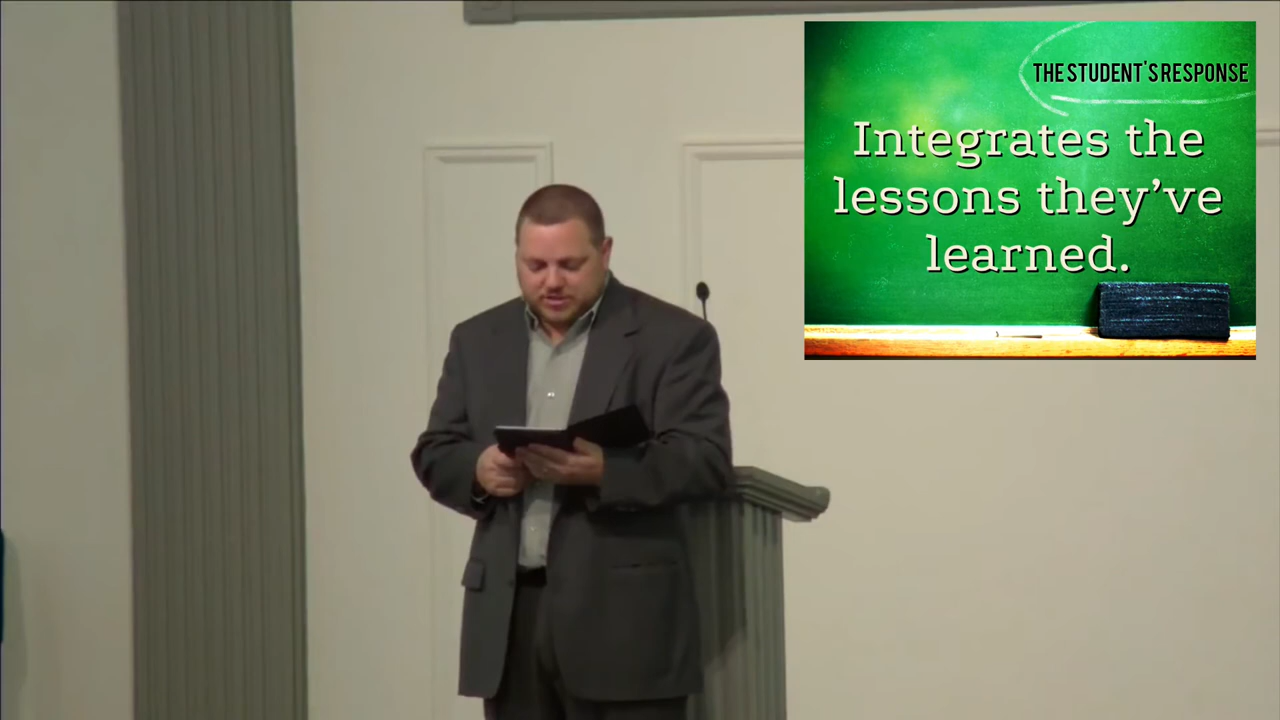 THE STUDENT'S RESPONSE
Integrates the
lessons they’ve
learned.